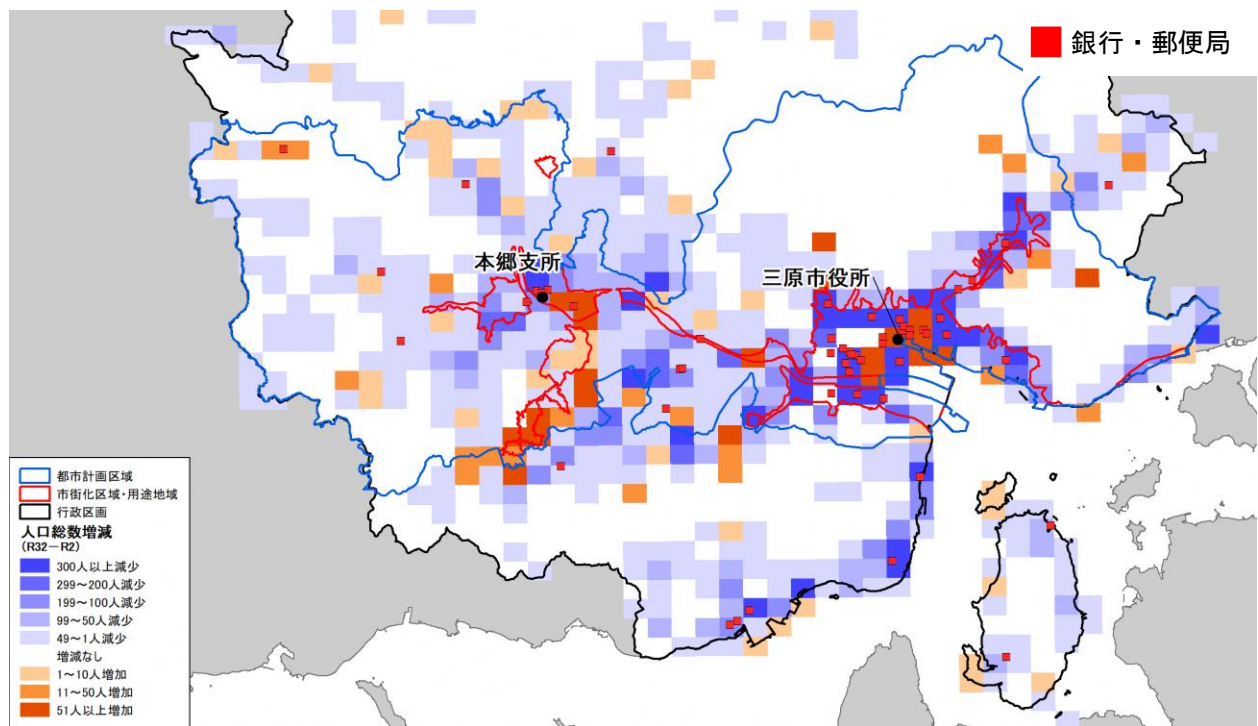 銀行・郵便局
本郷支所
三原市役所
都市計画区域
市街化区域・用途地域
行政区画
人口総数増減
(R32-R2)
300人以上減少
299~200人減少
199~100人減少
99~50人減少
49~1人減少
増減なし
1~10人増加
11~50人増加
51人以上増加